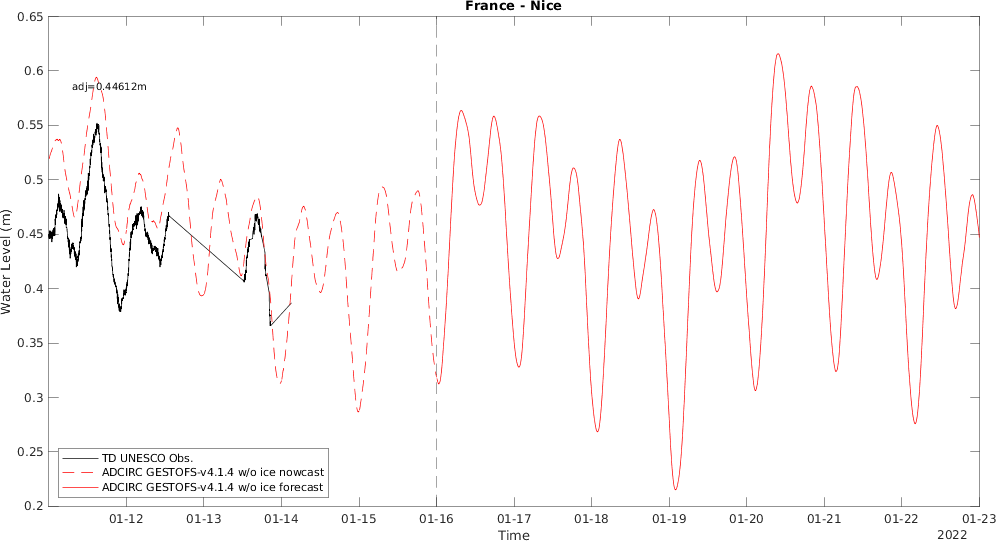 France - Nice
0.65
0.6
0.55
0.5
0.45
0.4
0.35
0.3
0.25
0.2
Water Level (m)
adj=0.44612m
TD UNESCO Obs.
ADCIRC GESTOFS-v4.1.4 w/o ice nowcast
ADCIRC GESTOFS-v4.1.4 w/o ice forecast
01-12 01-13 01-14 01-15 01-16 01-17 01-18 01-19 01-20 01-21 01-22 01-23
Time
2022